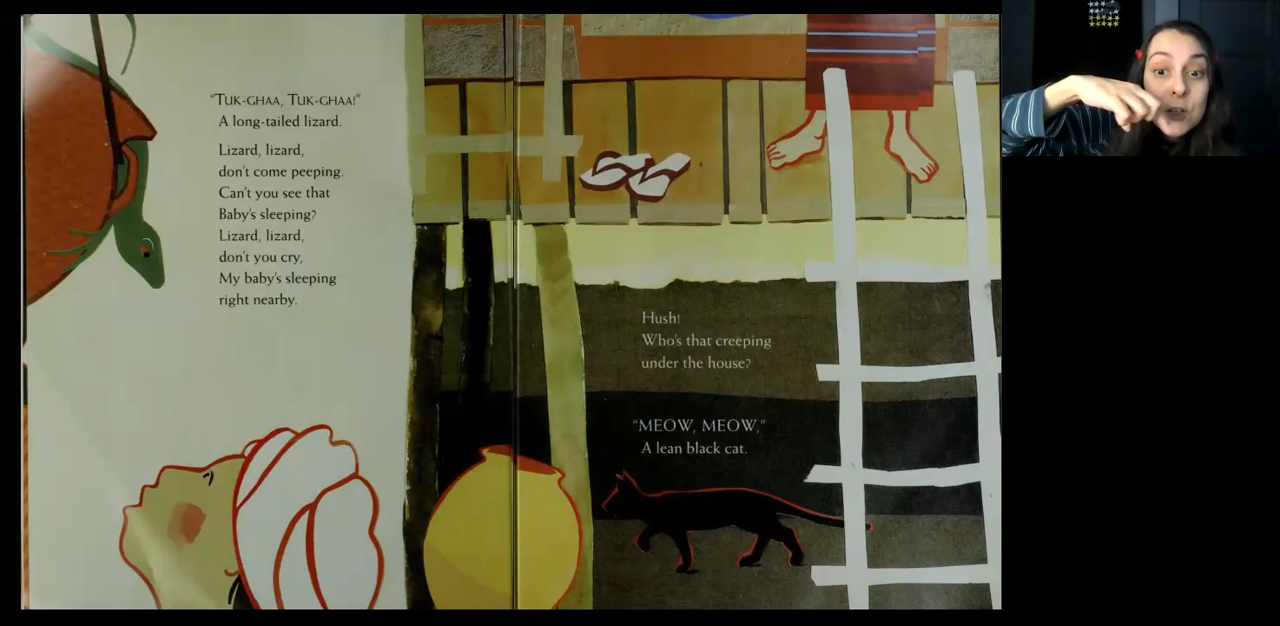 "TUK-GHAA, TUK-GHAA!"
A long-tailed lizard.
Lizard, lizard,
don't come peeping.
Can't you see that
Baby's sleeping?
Lizard, lizard,
don't you cry,
My baby's sleeping
right nearby.
Hush!
Who's that creeping
under the house?
"MEOW, MEOW,"
A lean black cat.